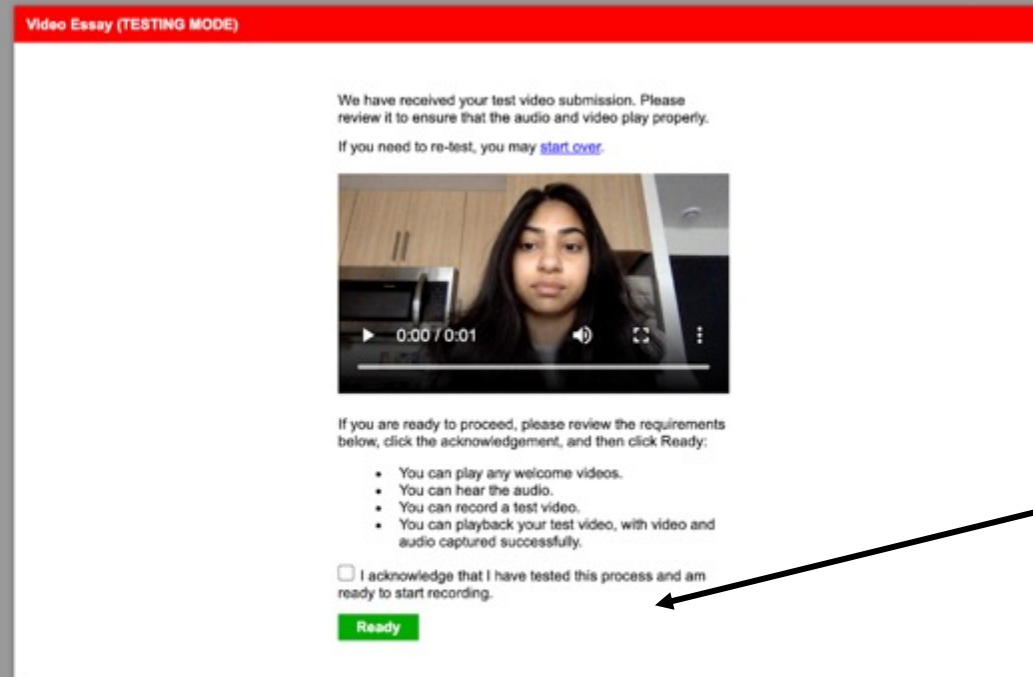 Video Essay (TESTING MODE)
We have received your test video submission. Please
review it to ensure that the audio and video play properly.
If you need to re-test, you may start over.
0:00 / 0:01
If you are ready to proceed, please review the requirements
below, click the acknowledgement, and then click Ready:
• You can play any welcome videos.
• You can hear the audio.
• You can record a test video.
• You can playback your test video, with video and
audio captured successfully.
I acknowledge that I have tested this process and am
ready to start recording.
Ready